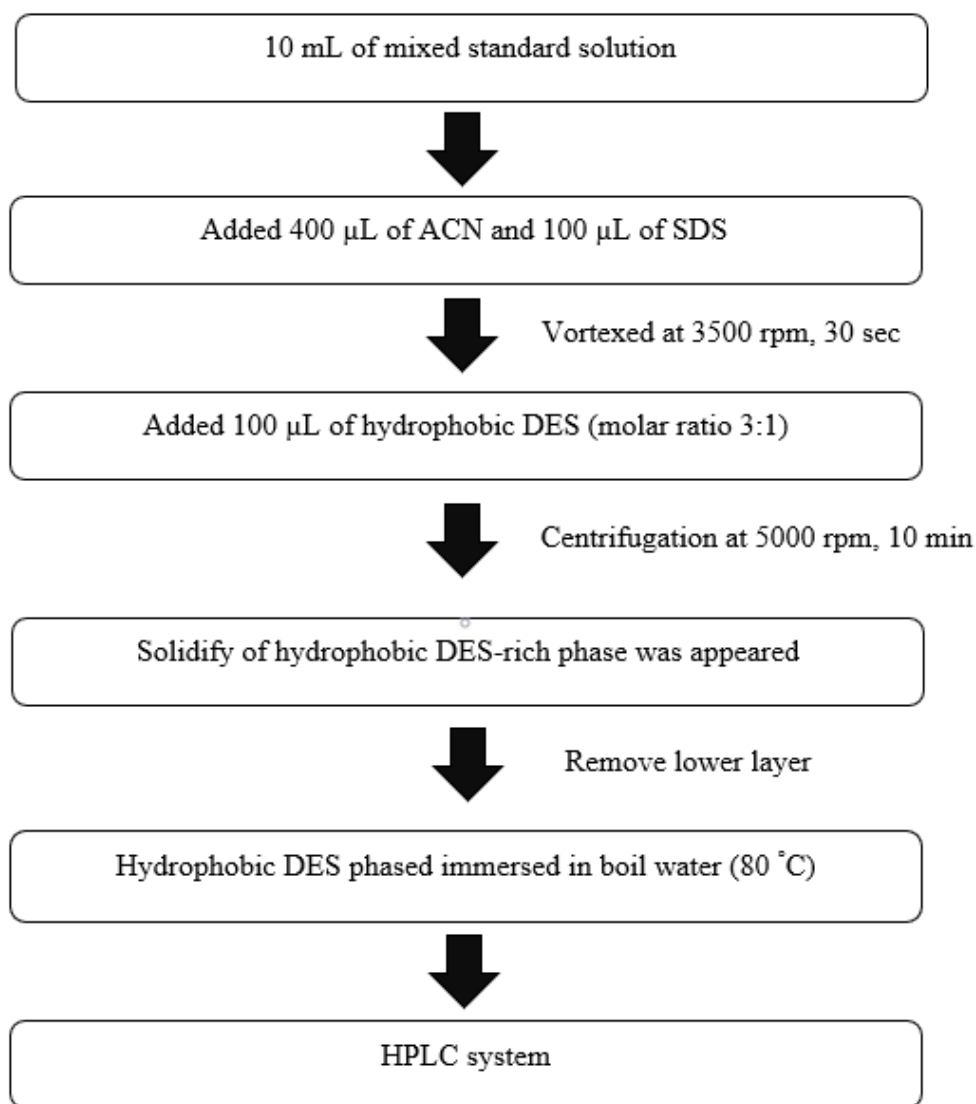 10 mL of mixed standard solution
Added 400 µL of ACN and 100 µL of SDS
Vortexed at 3500 rpm, 30 sec
Added 100 µL of hydrophobic DES (molar ratio 3:1)
Centrifugation at 5000 rpm, 10 min
Solidify of hydrophobic DES-rich phase was appeared
Remove lower layer
Hydrophobic DES phased immersed in boil water (80 °C)
HPLC system